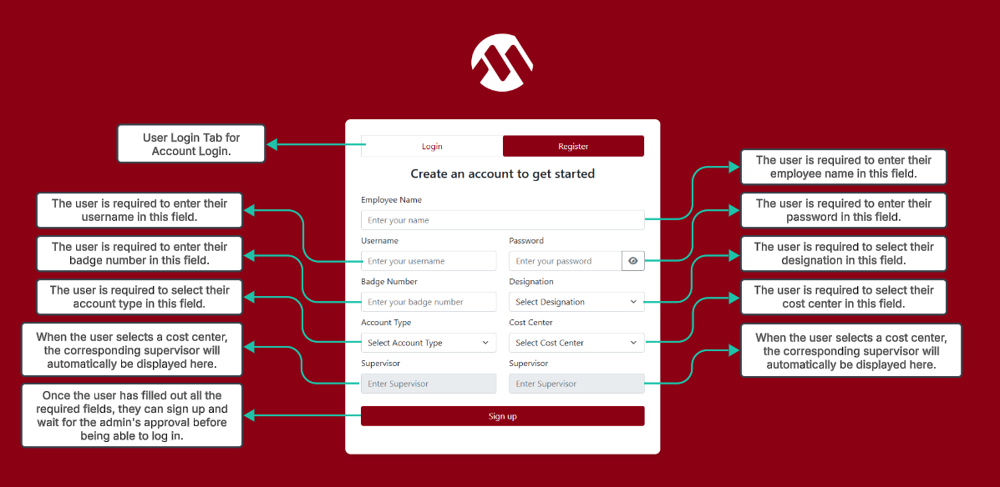 User Login Tab for
Account Login.
The user is required to enter their
username in this field.
The user is required to enter their
badge number in this field.
The user is required to select their
account type in this field.
When the user selects a cost center,
the corresponding supervisor will
automatically be displayed here.
Once the user has filled out all the
required fields, they can sign up and
wait for the admin's approval before
being able to log in.
Login
Register
Create an account to get started
Employee Name
Enter your name
Username
Password
Enter your username
Enter your password
Badge Number
Designation
Enter your badge number
Select Designation
Account Type
Cost Center
Select Account Type
Select Cost Center
Supervisor
Supervisor
Enter Supervisor
Enter Supervisor
Sign up
The user is required to enter their
employee name in this field.
The user is required to enter their
password in this field.
The user is required to select their
designation in this field.
The user is required to select their
cost center in this field.
When the user selects a cost center,
the corresponding supervisor will
automatically be displayed here.